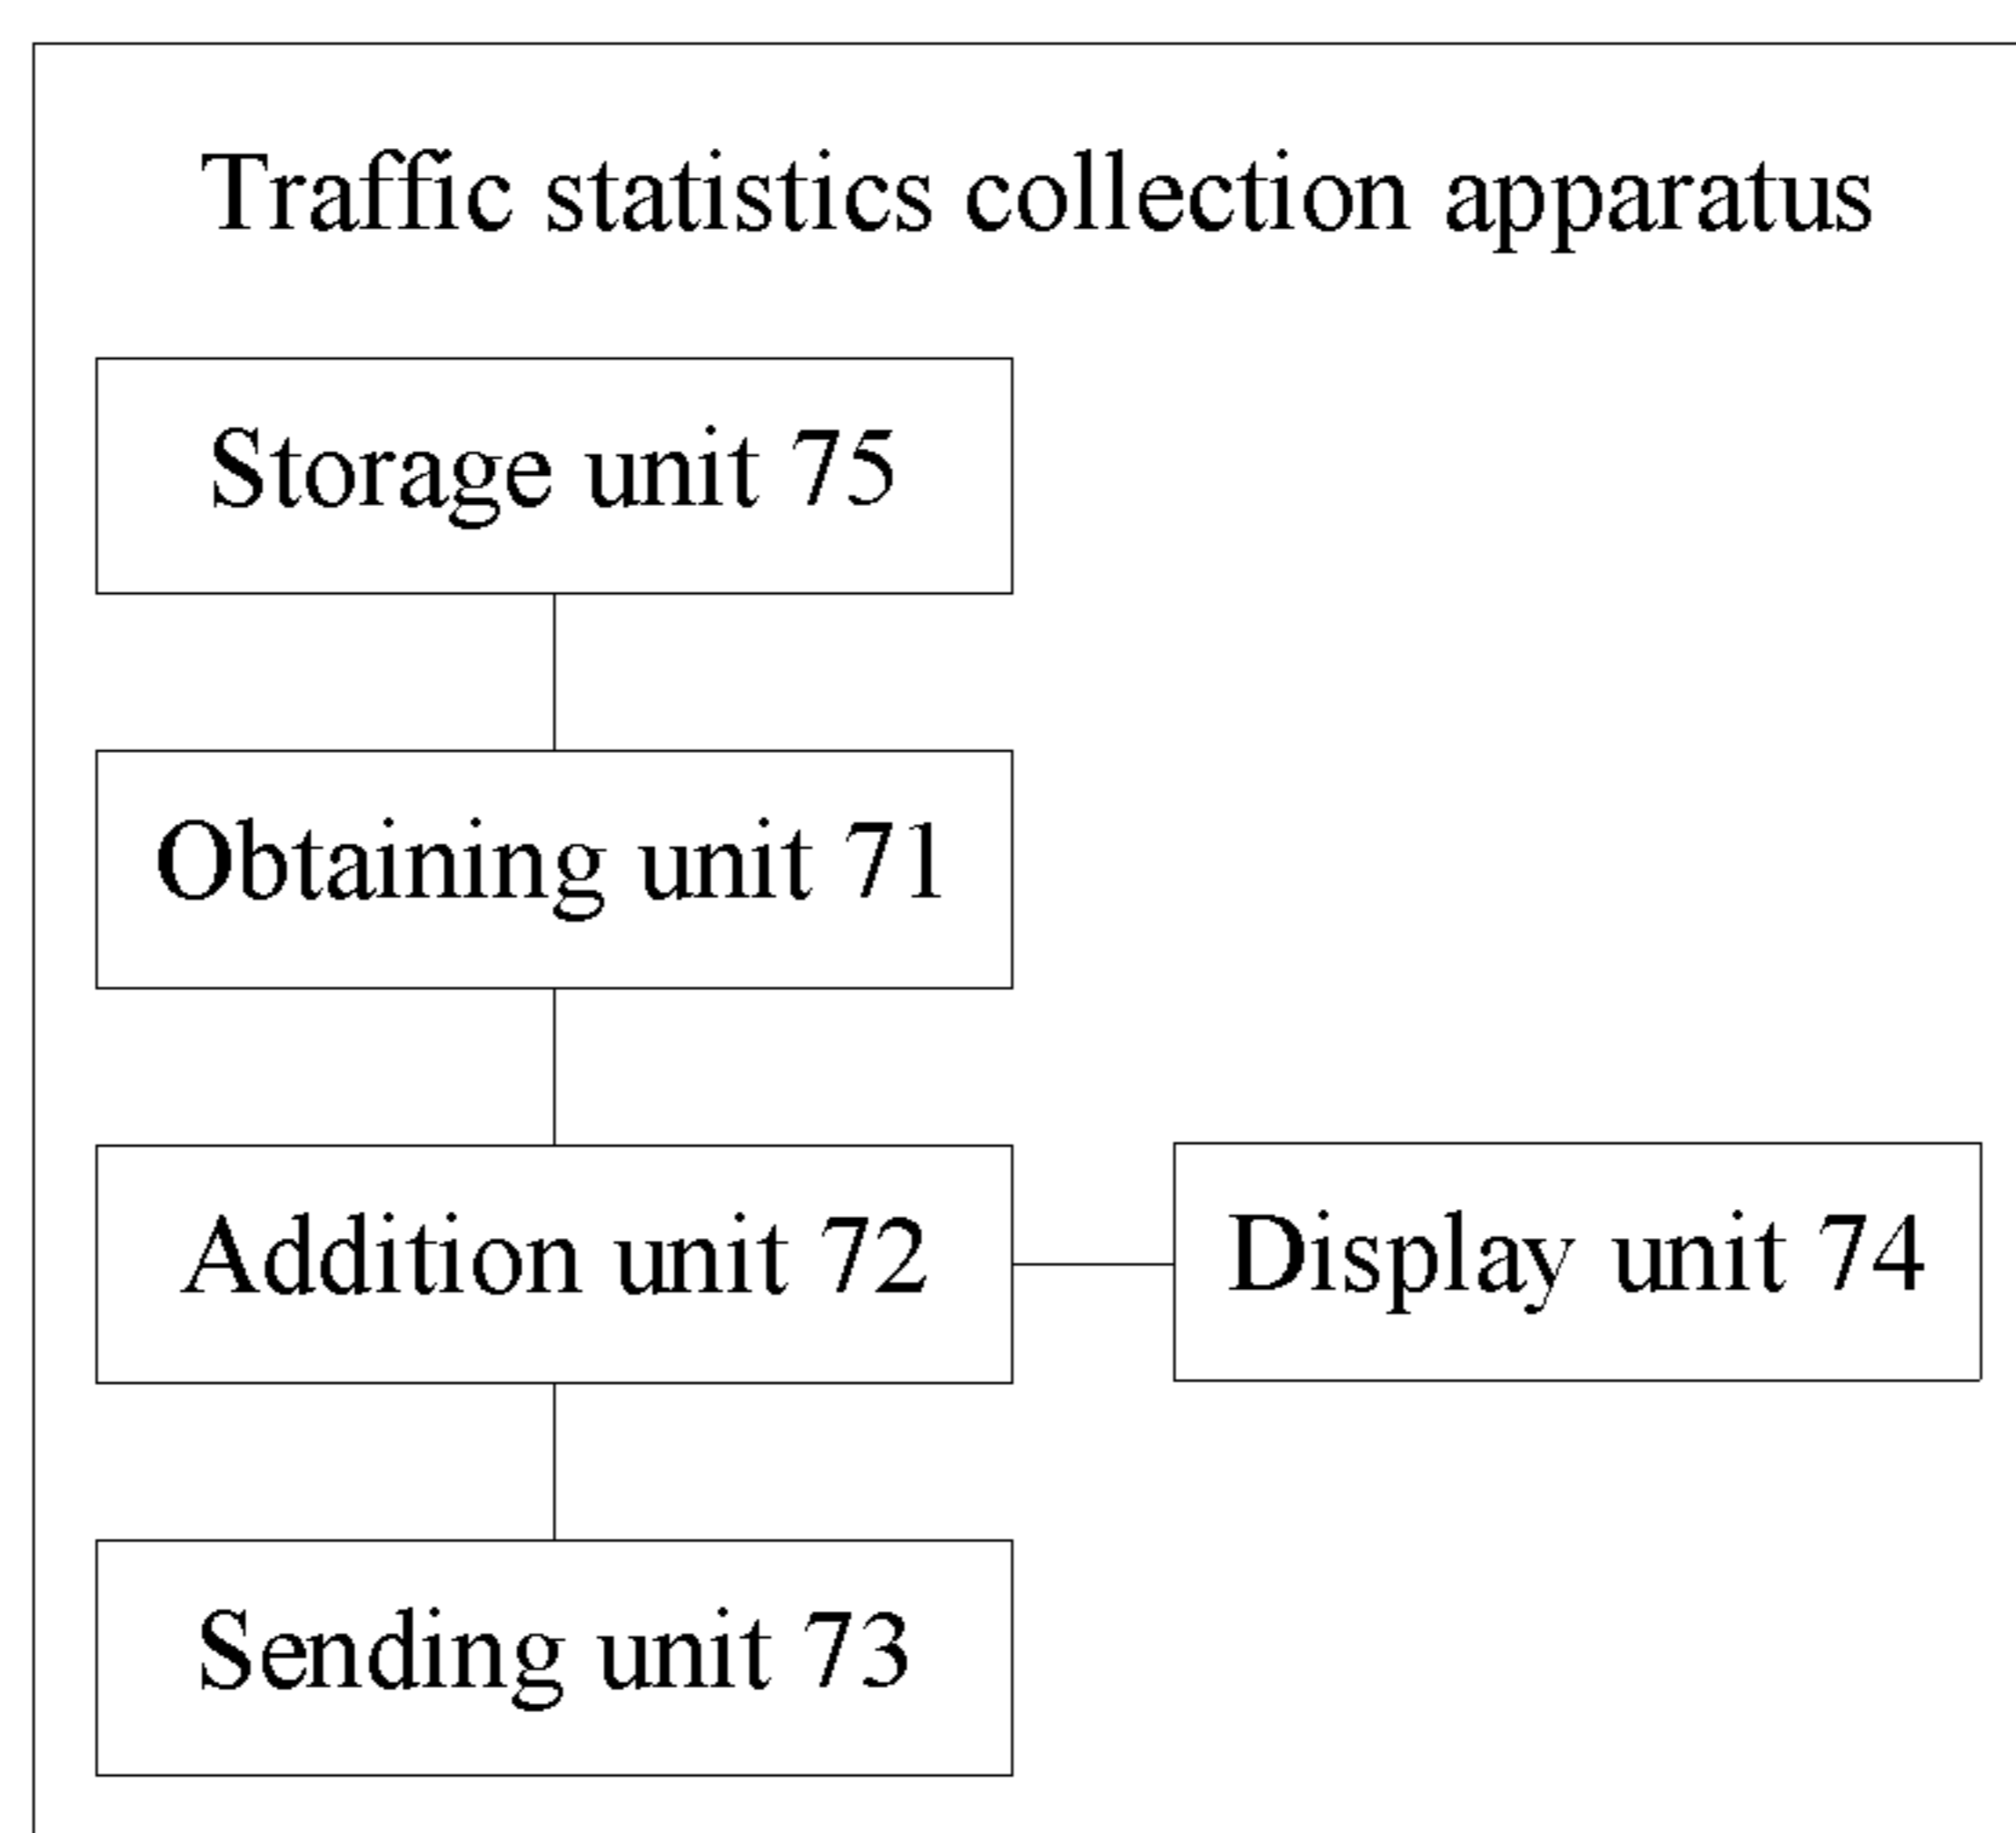 Traffic statistics collection apparatus
Storage unit 75
Obtaining unit 71
Addition unit 72
Display unit 74
Sending unit 73